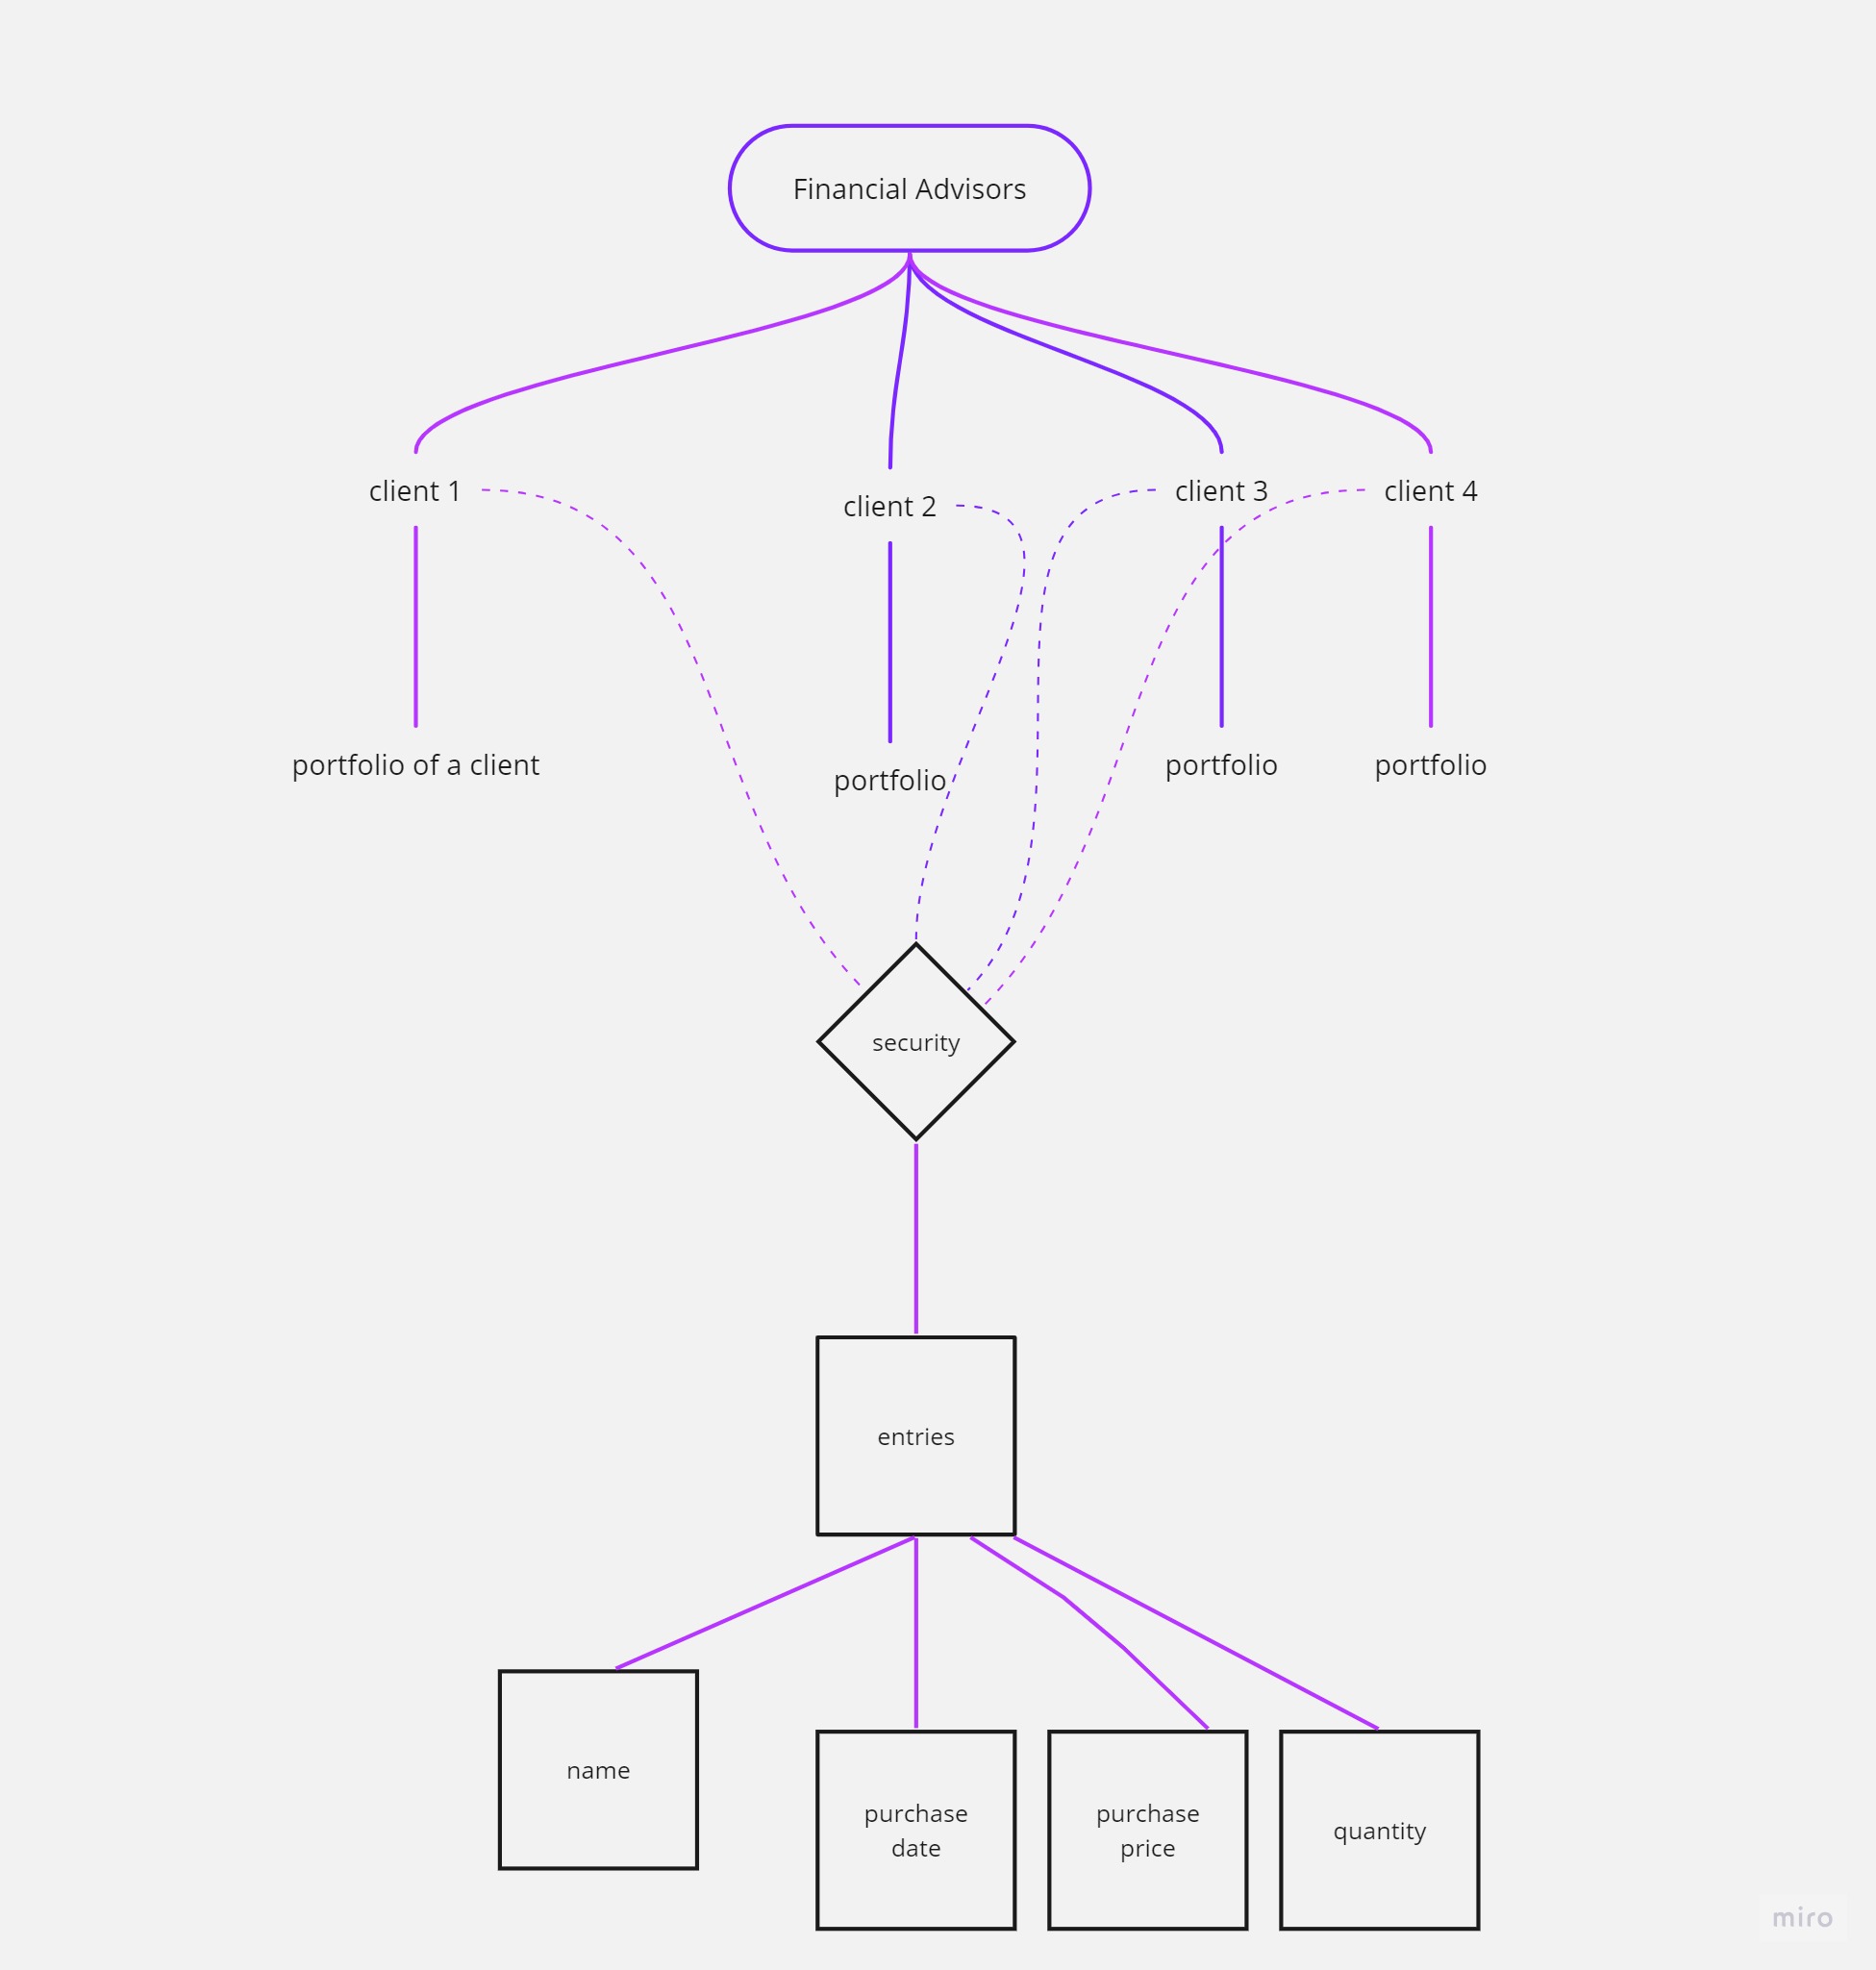 Financial Advisors
client 1
client 2
client 3
client 4
portfolio of a client
portfolio
portfolio
portfolio
security
entries
name
purchase
date
purchase
price
quantity
miro